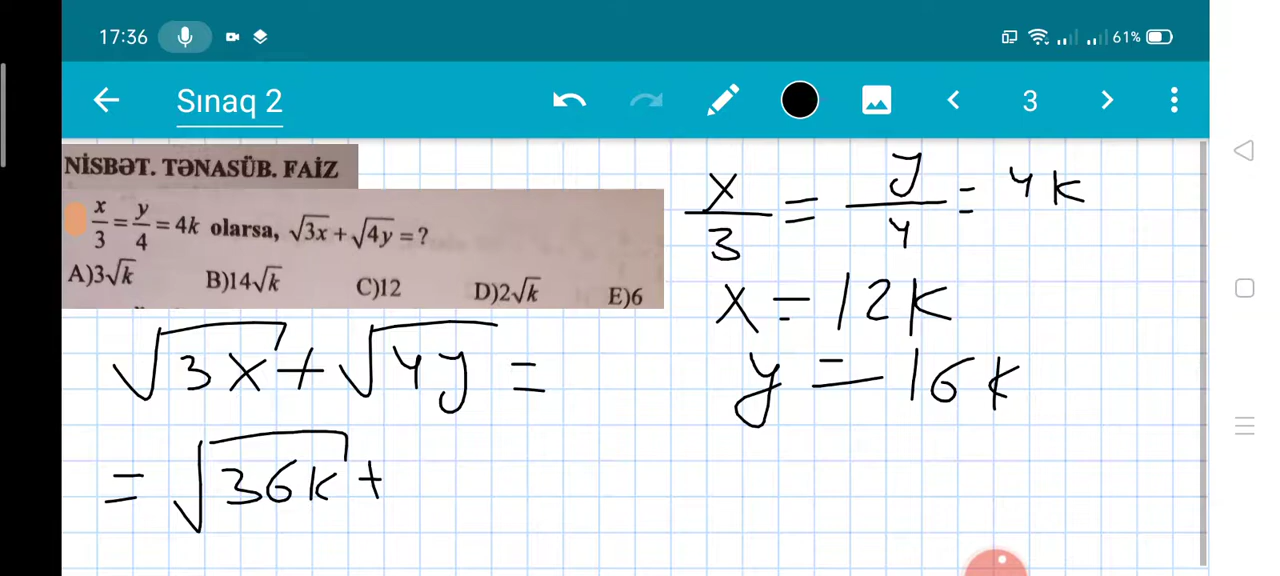 17:36
61%
Sınaq 2
3
NİSBƏT. TƏNASÜB. FAİZ
x/3 = y/4 = 4k olarsa, √3x + √4y = ?
A)3√k B)14√k C)12 D)2√k E)6
x/3 = y/4 = 4k
x = 12k
y = 16k
√3x + √4y =
= √36k +